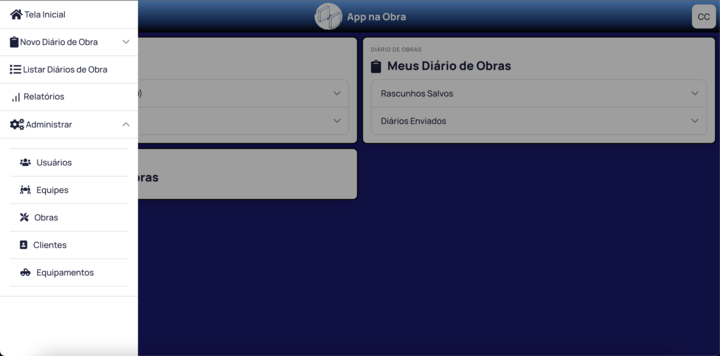 Tela Inicial
App na Obra
CC
Novo Diário de Obra
DIÁRIO DE OBRAS
Meus Diário de Obras
Listar Diários de Obra
Relatórios
Rascunhos Salvos
Administrar
Diários Enviados
Usuários
Equipes
Obras
Clientes
Equipamentos